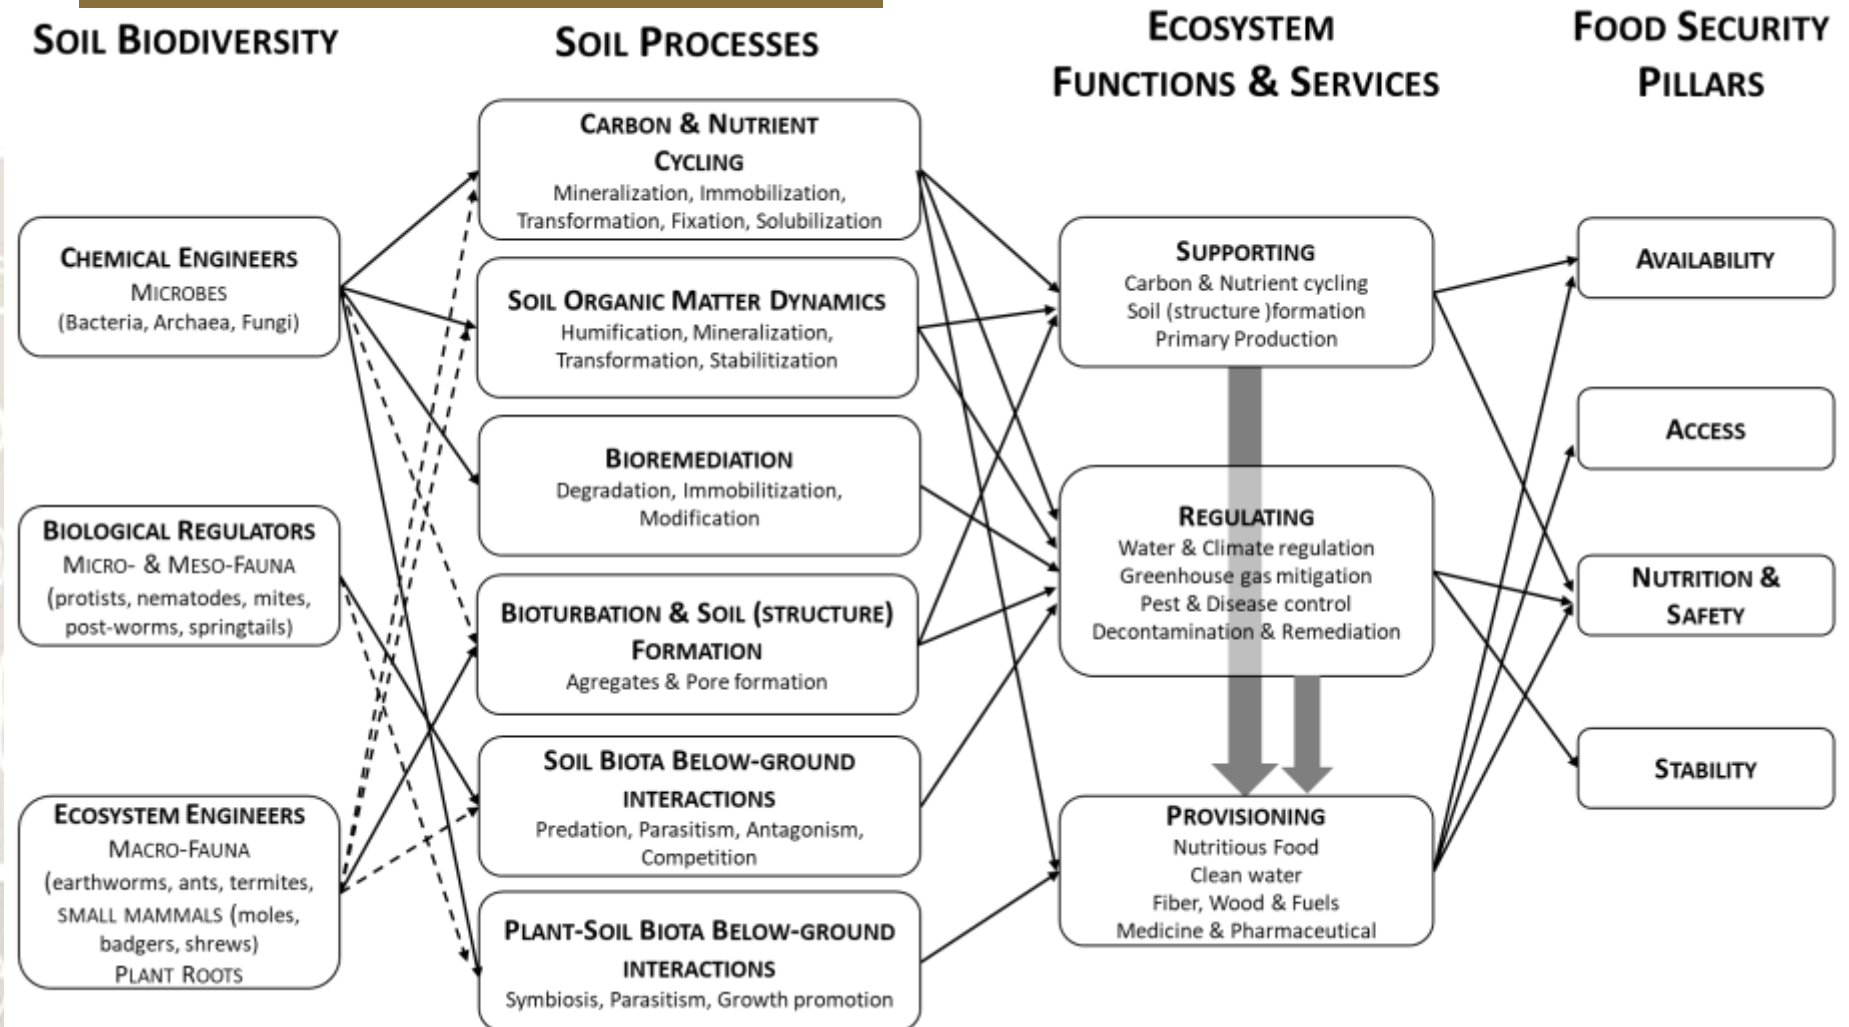 SOIL BIODIVERSITY
CHEMICAL ENGINEERS
MICROBES
(Bacteria, Archaea, Fungi)
BIOLOGICAL REGULATORS
MICRO- & MESO-FAUNA
(protists, nematodes, mites,
post-worms, springtails)
ECOSYSTEM ENGINEERS
MACRO-FAUNA
(earthworms, ants, termites,
SMALL MAMMALS (moles,
badgers, shrews)
PLANT ROOTS
SOIL PROCESSES
CARBON & NUTRIENT
CYCLING
Mineralization, Immobilization,
Transformation, Fixation, Solubilization
SOIL ORGANIC MATTER DYNAMICS
Humification, Mineralization,
Transformation, Stabilitization
BIOREMEDIATION
Degradation, Immobilitization,
Modification
BIOTURBATION & SOIL (STRUCTURE)
FORMATION
Agregates & Pore formation
SOIL BIOTA BELOW-GROUND
INTERACTIONS
Predation, Parasitism, Antagonism,
Competition
PLANT-SOIL BIOTA BELOW-GROUND
INTERACTIONS
Symbiosis, Parasitism, Growth promotion
ECOSYSTEM
FUNCTIONS & SERVICES
SUPPORTING
Carbon & Nutrient cycling
Soil (structure )formation
Primary Production
REGULATING
Water & Climate regulation
Greenhouse gas mitigation
Pest & Disease control
Decontamination & Remediation
PROVISIONING
Nutritious Food
Clean water
Fiber, Wood & Fuels
Medicine & Pharmaceutical
FOOD SECURITY
PILLARS
AVAILABILITY
ACCESS
NUTRITION &
SAFETY
STABILITY